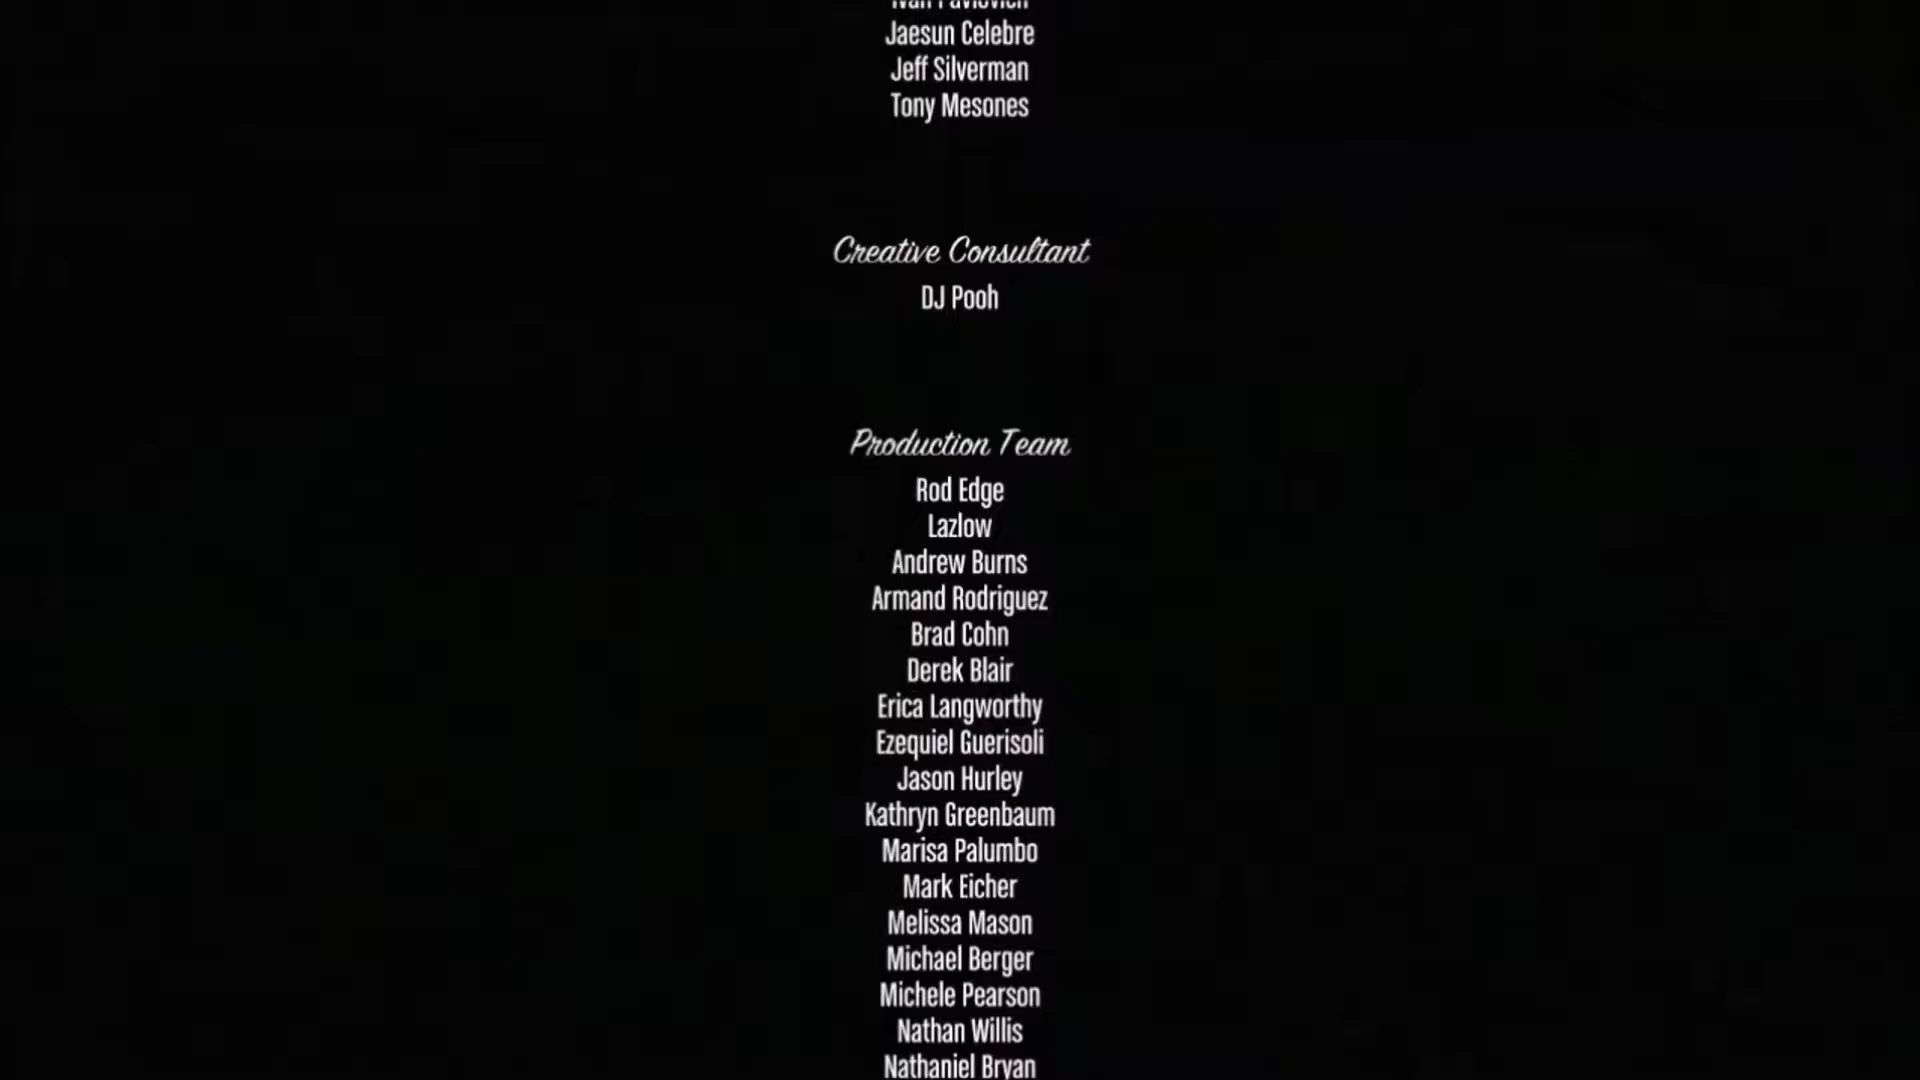 Ivan Pavlovich
Jaesun Celebre
Jeff Silverman
Tony Mesones
Creative Consultant
DJ Pooh
Production Team
Rod Edge
Lazlow
Andrew Burns
Armand Rodriguez
Brad Cohn
Derek Blair
Erica Langworthy
Ezequiel Guerisoli
Jason Hurley
Kathryn Greenbaum
Marisa Palumbo
Mark Eicher
Melissa Mason
Michael Berger
Michele Pearson
Nathan Willis
Nathaniel Bryan